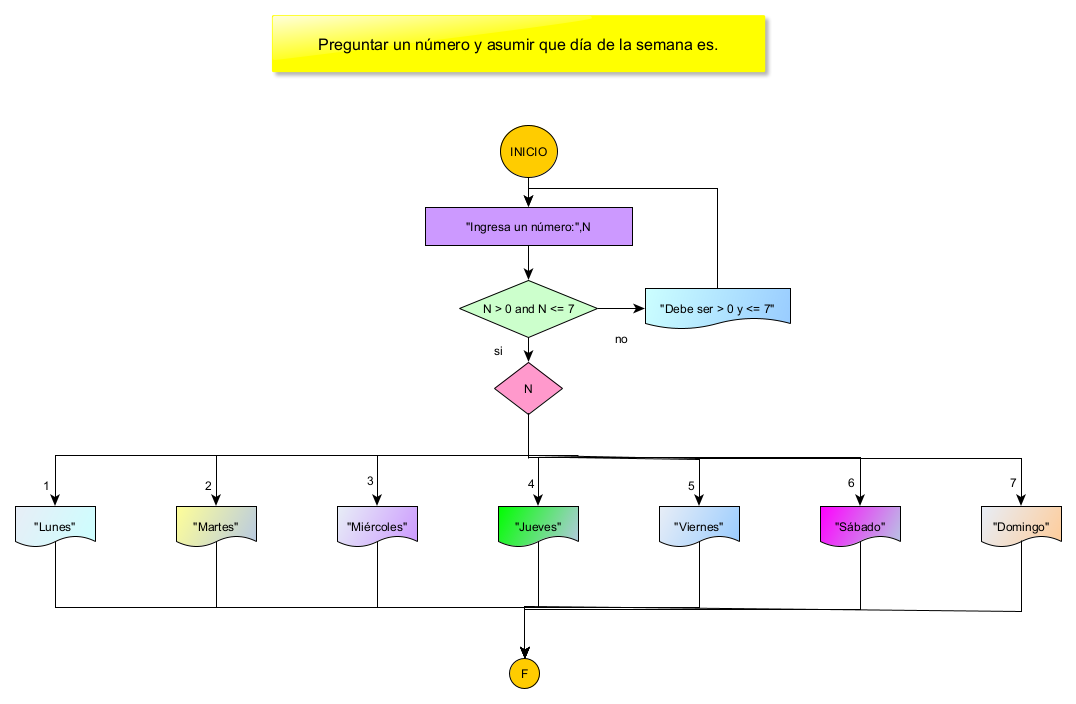 Preguntar un número y asumir que día de la semana es.
INICIO
"Ingresa un número:",N
N > 0 and N <= 7
"Debe ser > 0 y <= 7"
no
si
N
1
2
3
4
5
6
7
"Lunes"
"Martes"
"Miércoles"
"Jueves"
"Viernes"
"Sábado"
"Domingo"
F